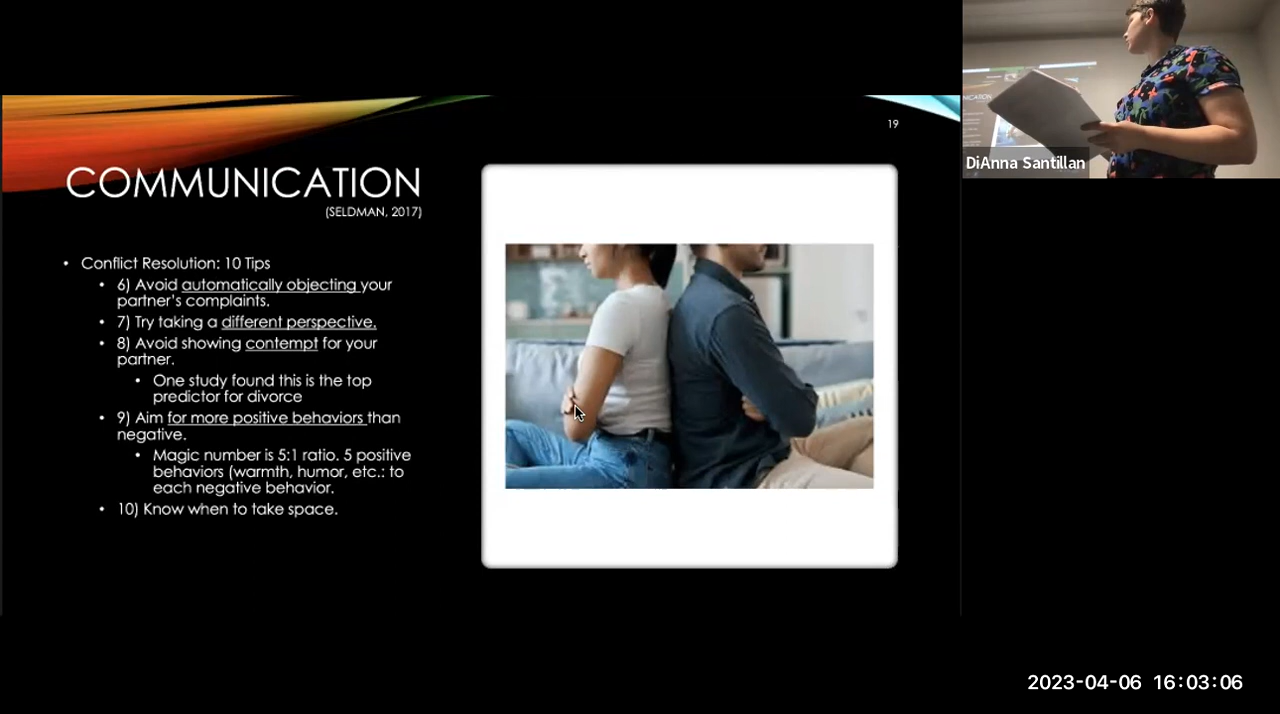 19
COMMUNICATION
(SELDMAN, 2017)
• Conflict Resolution: 10 Tips
• 6) Avoid automatically objecting your
partner's complaints.
• 7) Try taking a different perspective.
• 8) Avoid showing contempt for your
partner.
• One study found this is the top
predictor for divorce
• 9) Aim for more positive behaviors than
negative.
• Magic number is 5:1 ratio. 5 positive
behaviors (warmth, humor, etc.: to
each negative behavior.
• 10) Know when to take space.
DiAnna Santillan
2023-04-06 16:03:06